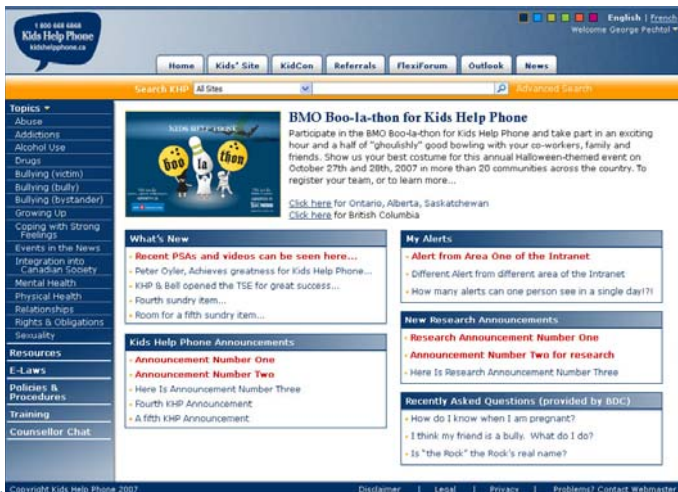 1 800 668 6868
Kids Help Phone
kidshelpphone.ca
English | French
Welcome George Pechtol
Home
Kids' Site
KidCon
Referrals
FlexiForum
Outlook
News
Search KHP
All Sites
Advanced Search
Topics
Abuse
Addictions
Alcohol Use
Drugs
Bullying (victim)
Bullying (bully)
Bullying (bystander)
Growing Up
Coping with Strong
Feelings
Events in the News
Integration into
Canadian Society
Mental Health
Physical Health
Relationships
Rights & Obligations
Sexuality
Resources
E-Laws
Policies &
Procedures
Training
Counsellor Chat
KIDS HELP PHONE
boo
la
thon
BMO Boo-la-thon for Kids Help Phone
Participate in the BMO Boo-la-thon for Kids Help Phone and take part in an exciting
hour and a half of "ghoulishly" good bowling with your co-workers, family and
friends. Show us your best costume for this annual Halloween-themed event on
October 27th and 28th, 2007 in more than 20 communities across the country. To
register your team, or to learn more...
Click here for Ontario, Alberta, Saskatchewan
Click here for British Columbia
What's New
Recent PSAs and videos can be seen here...
Peter Oyler, Achieves greatness for Kids Help Phone...
KHP & Bell opened the TSE for great success...
Fourth sundry item...
Room for a fifth sundry item...
Kids Help Phone Announcements
Announcement Number One
Announcement Number Two
Here Is Announcement Number Three
Fourth KHP Announcement
A fifth KHP Announcement
My Alerts
Alert from Area One of the Intranet
Different Alert from different area of the Intranet
How many alerts can one person see in a single day!?!
New Research Announcements
Research Announcement Number One
Announcement Number Two for research
Here Is Research Announcement Number Three
Recently Asked Questions (provided by BDC)
How do I know when I am pregnant?
I think my friend is a bully. What do I do?
Is "the Rock" the Rock's real name?
Copyright Kids Help Phone 2007
Disclaimer | Legal | Privacy | Problems? Contact Webmaster